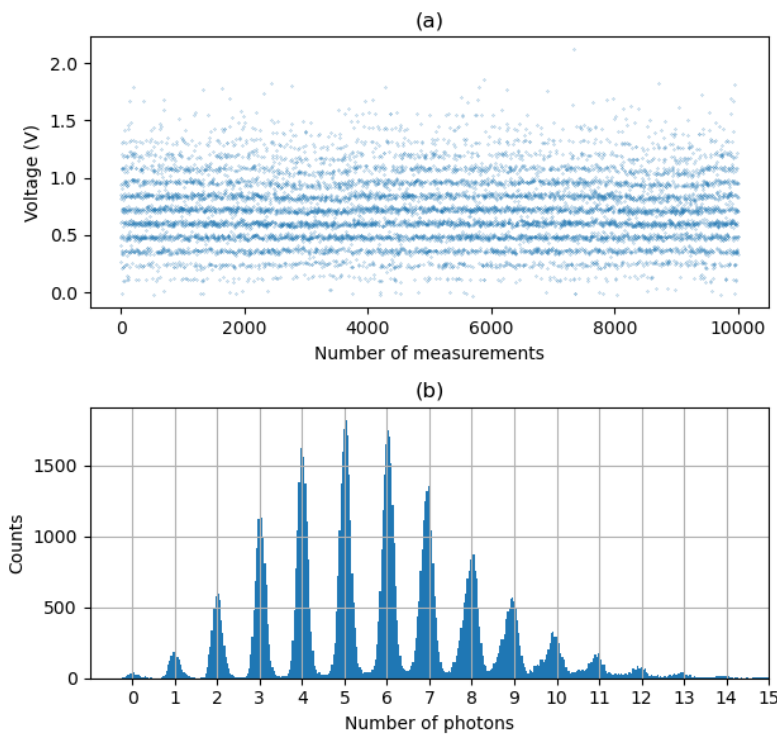 (a)
2.0
1.5
1.0
0.5
0.0
Voltage (V)
0 2000 4000 6000 8000 10000
Number of measurements
(b)
1500
1000
500
0
Counts
0 1 2 3 4 5 6 7 8 9 10 11 12 13 14 15
Number of photons